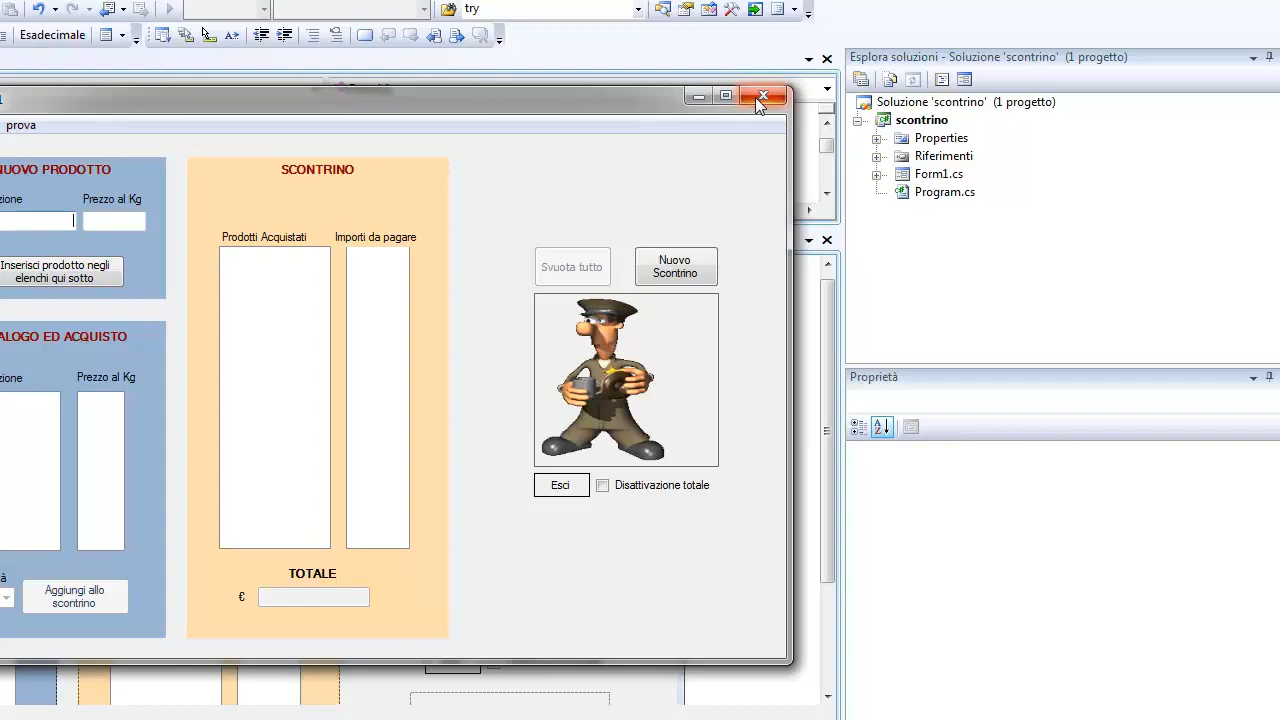 try
Esadecimale
Esplora soluzioni - Soluzione 'scontrino' (1 progetto)
Soluzione 'scontrino' (1 progetto)
scontrino
Properties
Riferimenti
Form1.cs
Program.cs
Proprietà
prova
NUOVO PRODOTTO
zione
Prezzo al Kg
Inserisci prodotto negli
elenchi qui sotto
ALOGO ED ACQUISTO
zione
Prezzo al Kg
à
Aggiungi allo
scontrino
SCONTRINO
Prodotti Acquistati
Importi da pagare
TOTALE
€
Svuota tutto
Nuovo
Scontrino
Esci
Disattivazione totale